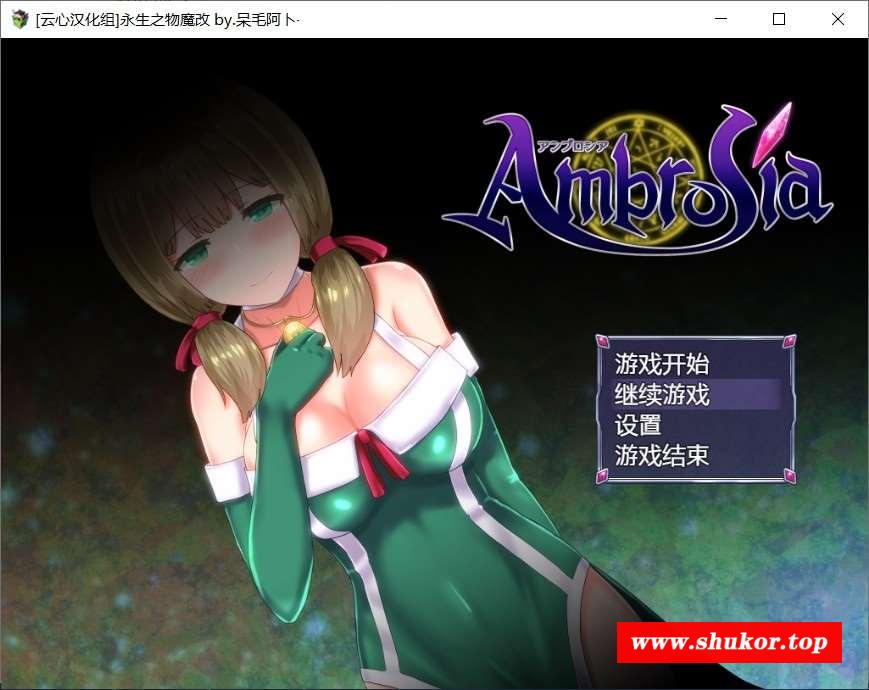 [云心汉化组]永生之物魔改 by.呆毛阿卜·
アンブロシア
Ambrosia
游戏开始
继续游戏
设置
游戏结束
www.shukor.top